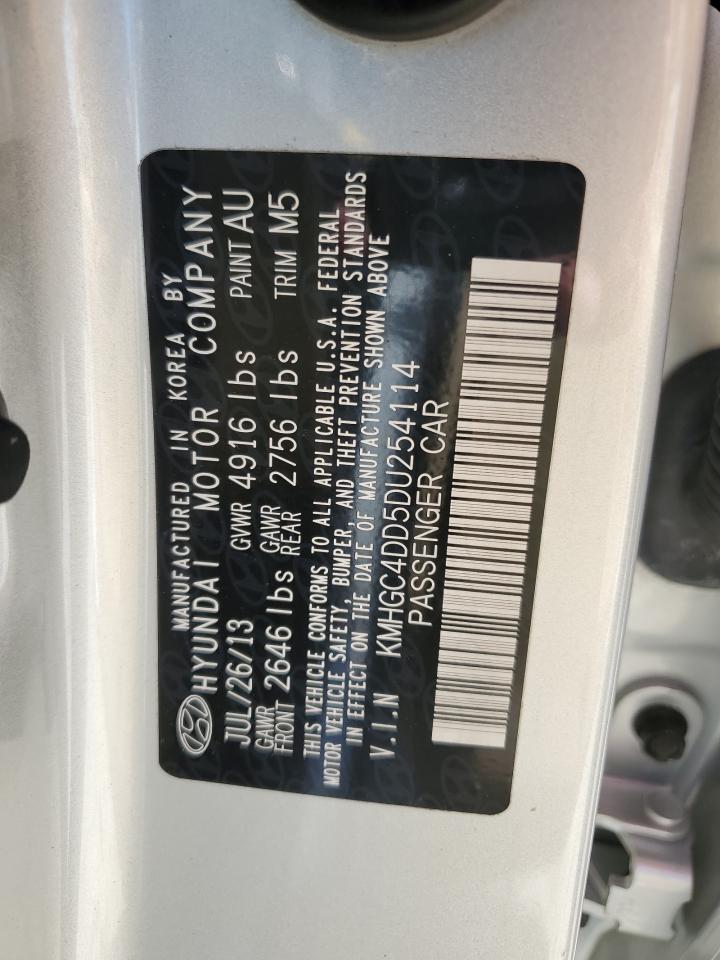 MANUFACTURED IN KOREA BY
HYUNDAI MOTOR COMPANY
JUL/26/13 GVWR 4916 lbs PAINT AU
GAWR FRONT 2646 lbs GAWR REAR 2756 lbs TRIM M5
THIS VEHICLE CONFORMS TO ALL APPLICABLE U.S.A. FEDERAL
MOTOR VEHICLE SAFETY, BUMPER, AND THEFT PREVENTION STANDARDS
IN EFFECT ON THE DATE OF MANUFACTURE SHOWN ABOVE
V.I.N KMHGC4DD5DU254114
PASSENGER CAR